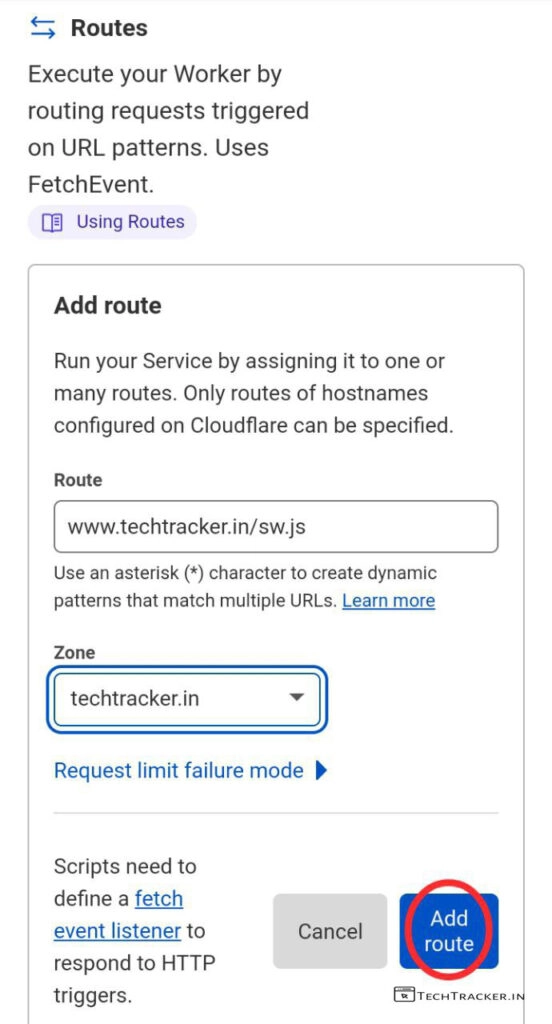 Routes
Execute your Worker by
routing requests triggered
on URL patterns. Uses
FetchEvent.
Using Routes
Add route
Run your Service by assigning it to one or
many routes. Only routes of hostnames
configured on Cloudflare can be specified.
Route
www.techtracker.in/sw.js
Use an asterisk (*) character to create dynamic
patterns that match multiple URLs. Learn more
Zone
techtracker.in
Request limit failure mode
Scripts need to
define a fetch
event listener to
respond to HTTP
triggers.
Cancel
Add
route
TechTracker.in